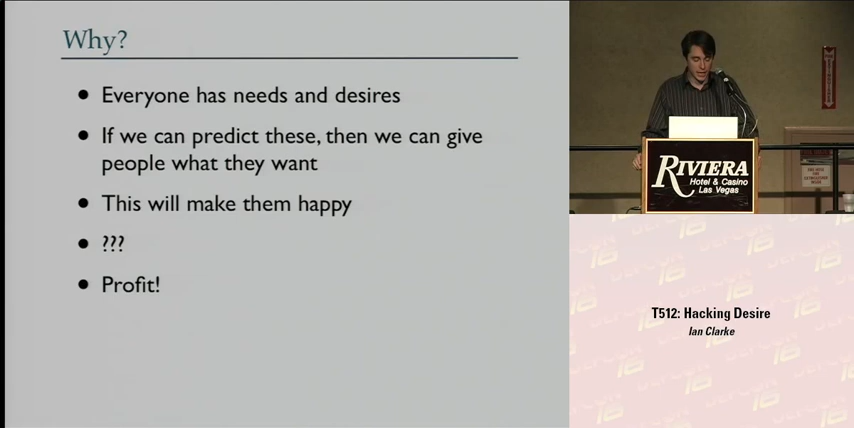 Why?
• Everyone has needs and desires
• If we can predict these, then we can give
people what they want
• This will make them happy
• ???
• Profit!
RIVIERA
Hotel & Casino
Las Vegas
T512: Hacking Desire
Ian Clarke